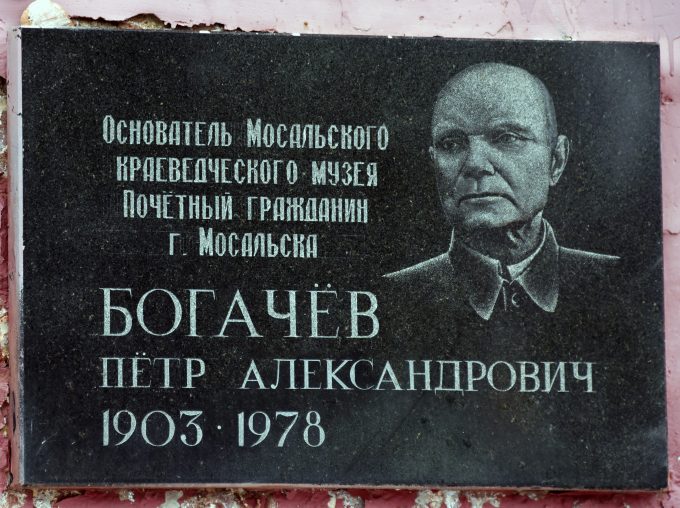 Основатель Мосальского
краеведческого музея
Почётный гражданин
г. Мосальска
БОГАЧЁВ
ПЁТР АЛЕКСАНДРОВИЧ
1903 · 1978